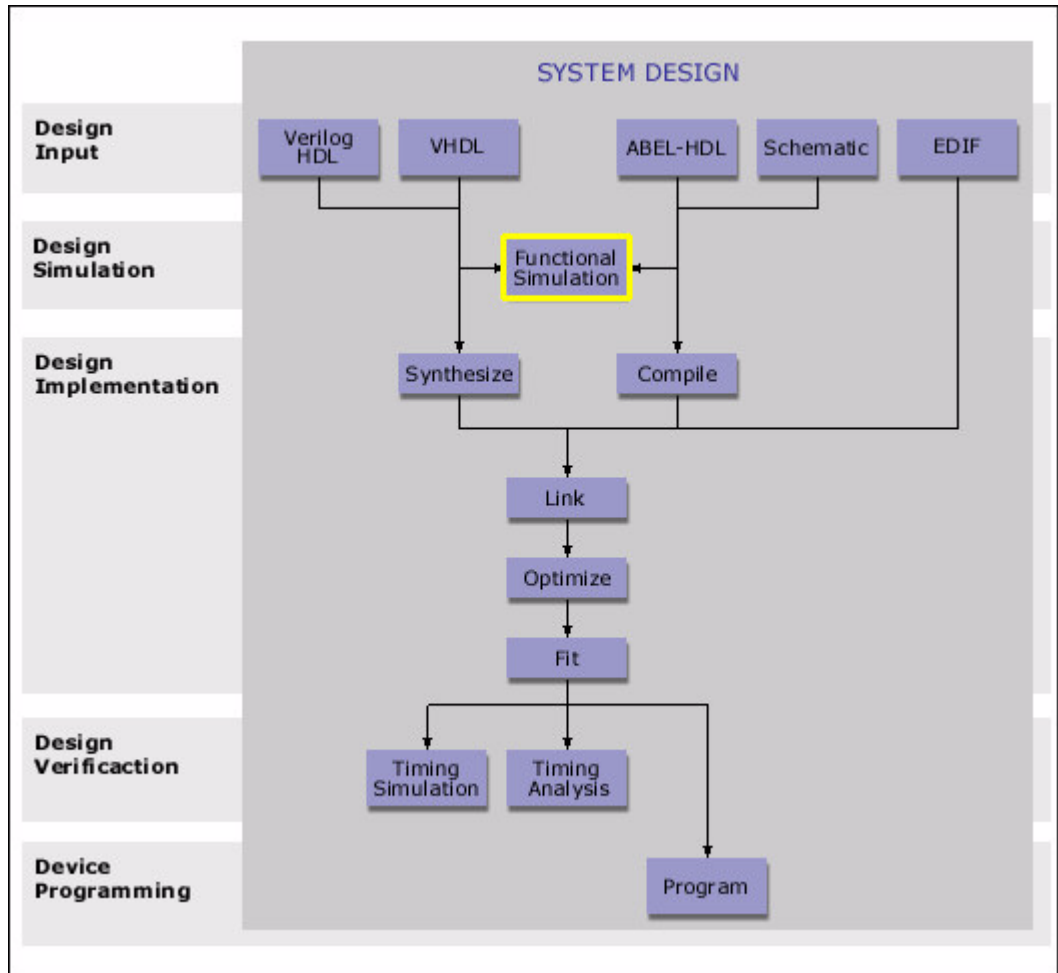 SYSTEM DESIGN
Design
Input
Verilog
HDL
VHDL
ABEL-HDL
Schematic
EDIF
Design
Simulation
Functional
Simulation
Design
Implementation
Synthesize
Compile
Link
Optimize
Fit
Design
Verificaction
Timing
Simulation
Timing
Analysis
Device
Programming
Program